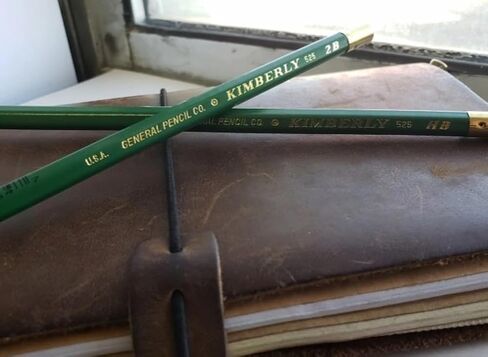 U.S.A. GENERAL PENCIL CO. © KIMBERLY 525 2B
PENCIL CO. © KIMBERLY 525 HB